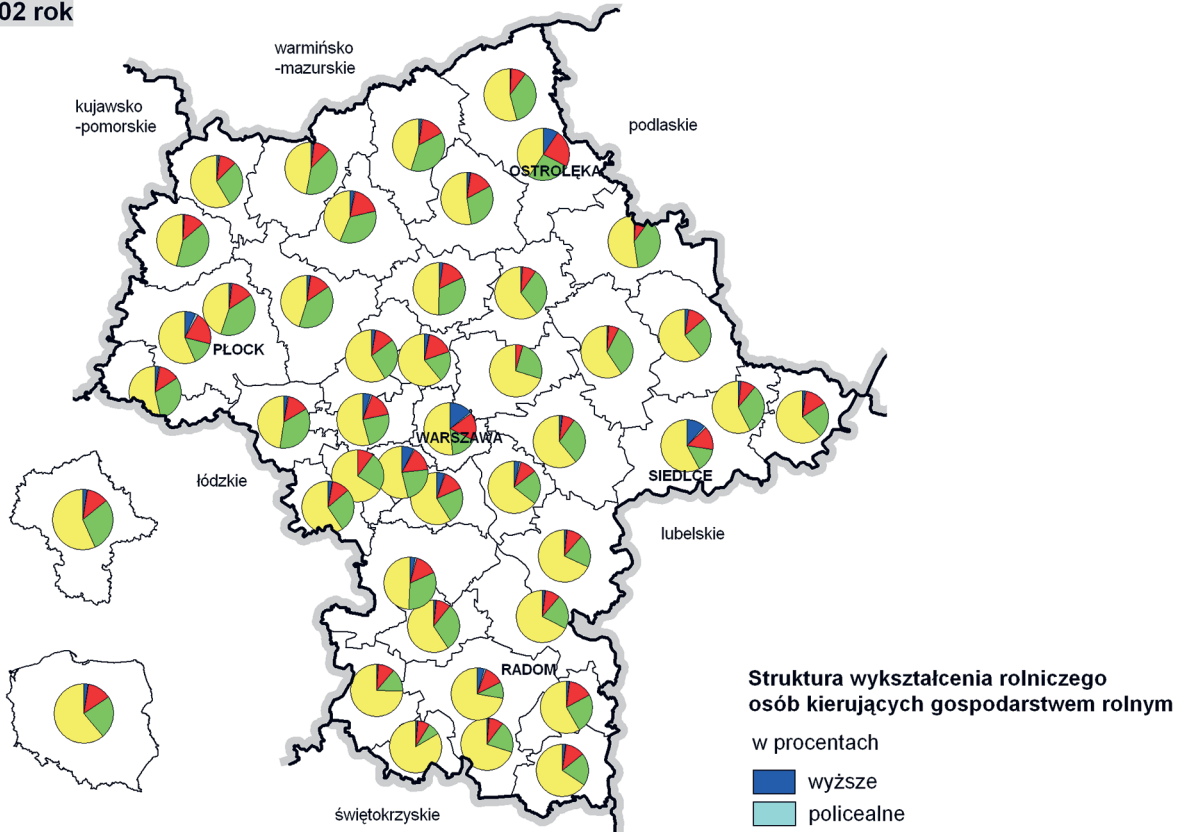 02 rok
warmińsko
-mazurskie
kujawsko
-pomorskie
podlaskie
OSTROŁĘKA
PŁOCK
WARSZAWA
SIEDLCE
łódzkie
lubelskie
RADOM
Struktura wykształcenia rolniczego
osób kierujących gospodarstwem rolnym
w procentach
wyższe
policealne
świętokrzyskie